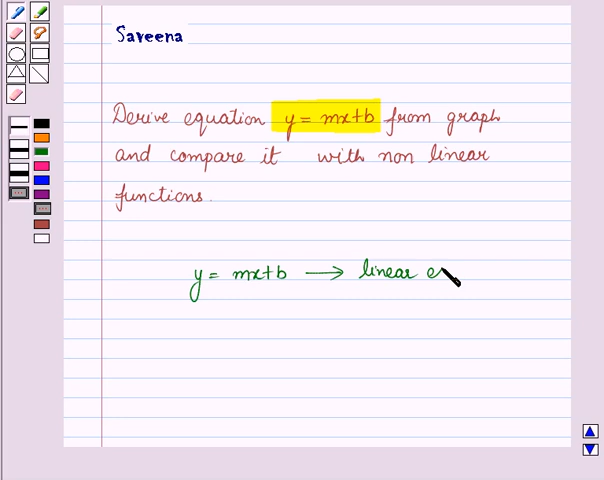 Saveena
Derive equation y = mx+b from graph
and compare it with non linear
functions.
y = mx+b → linear e